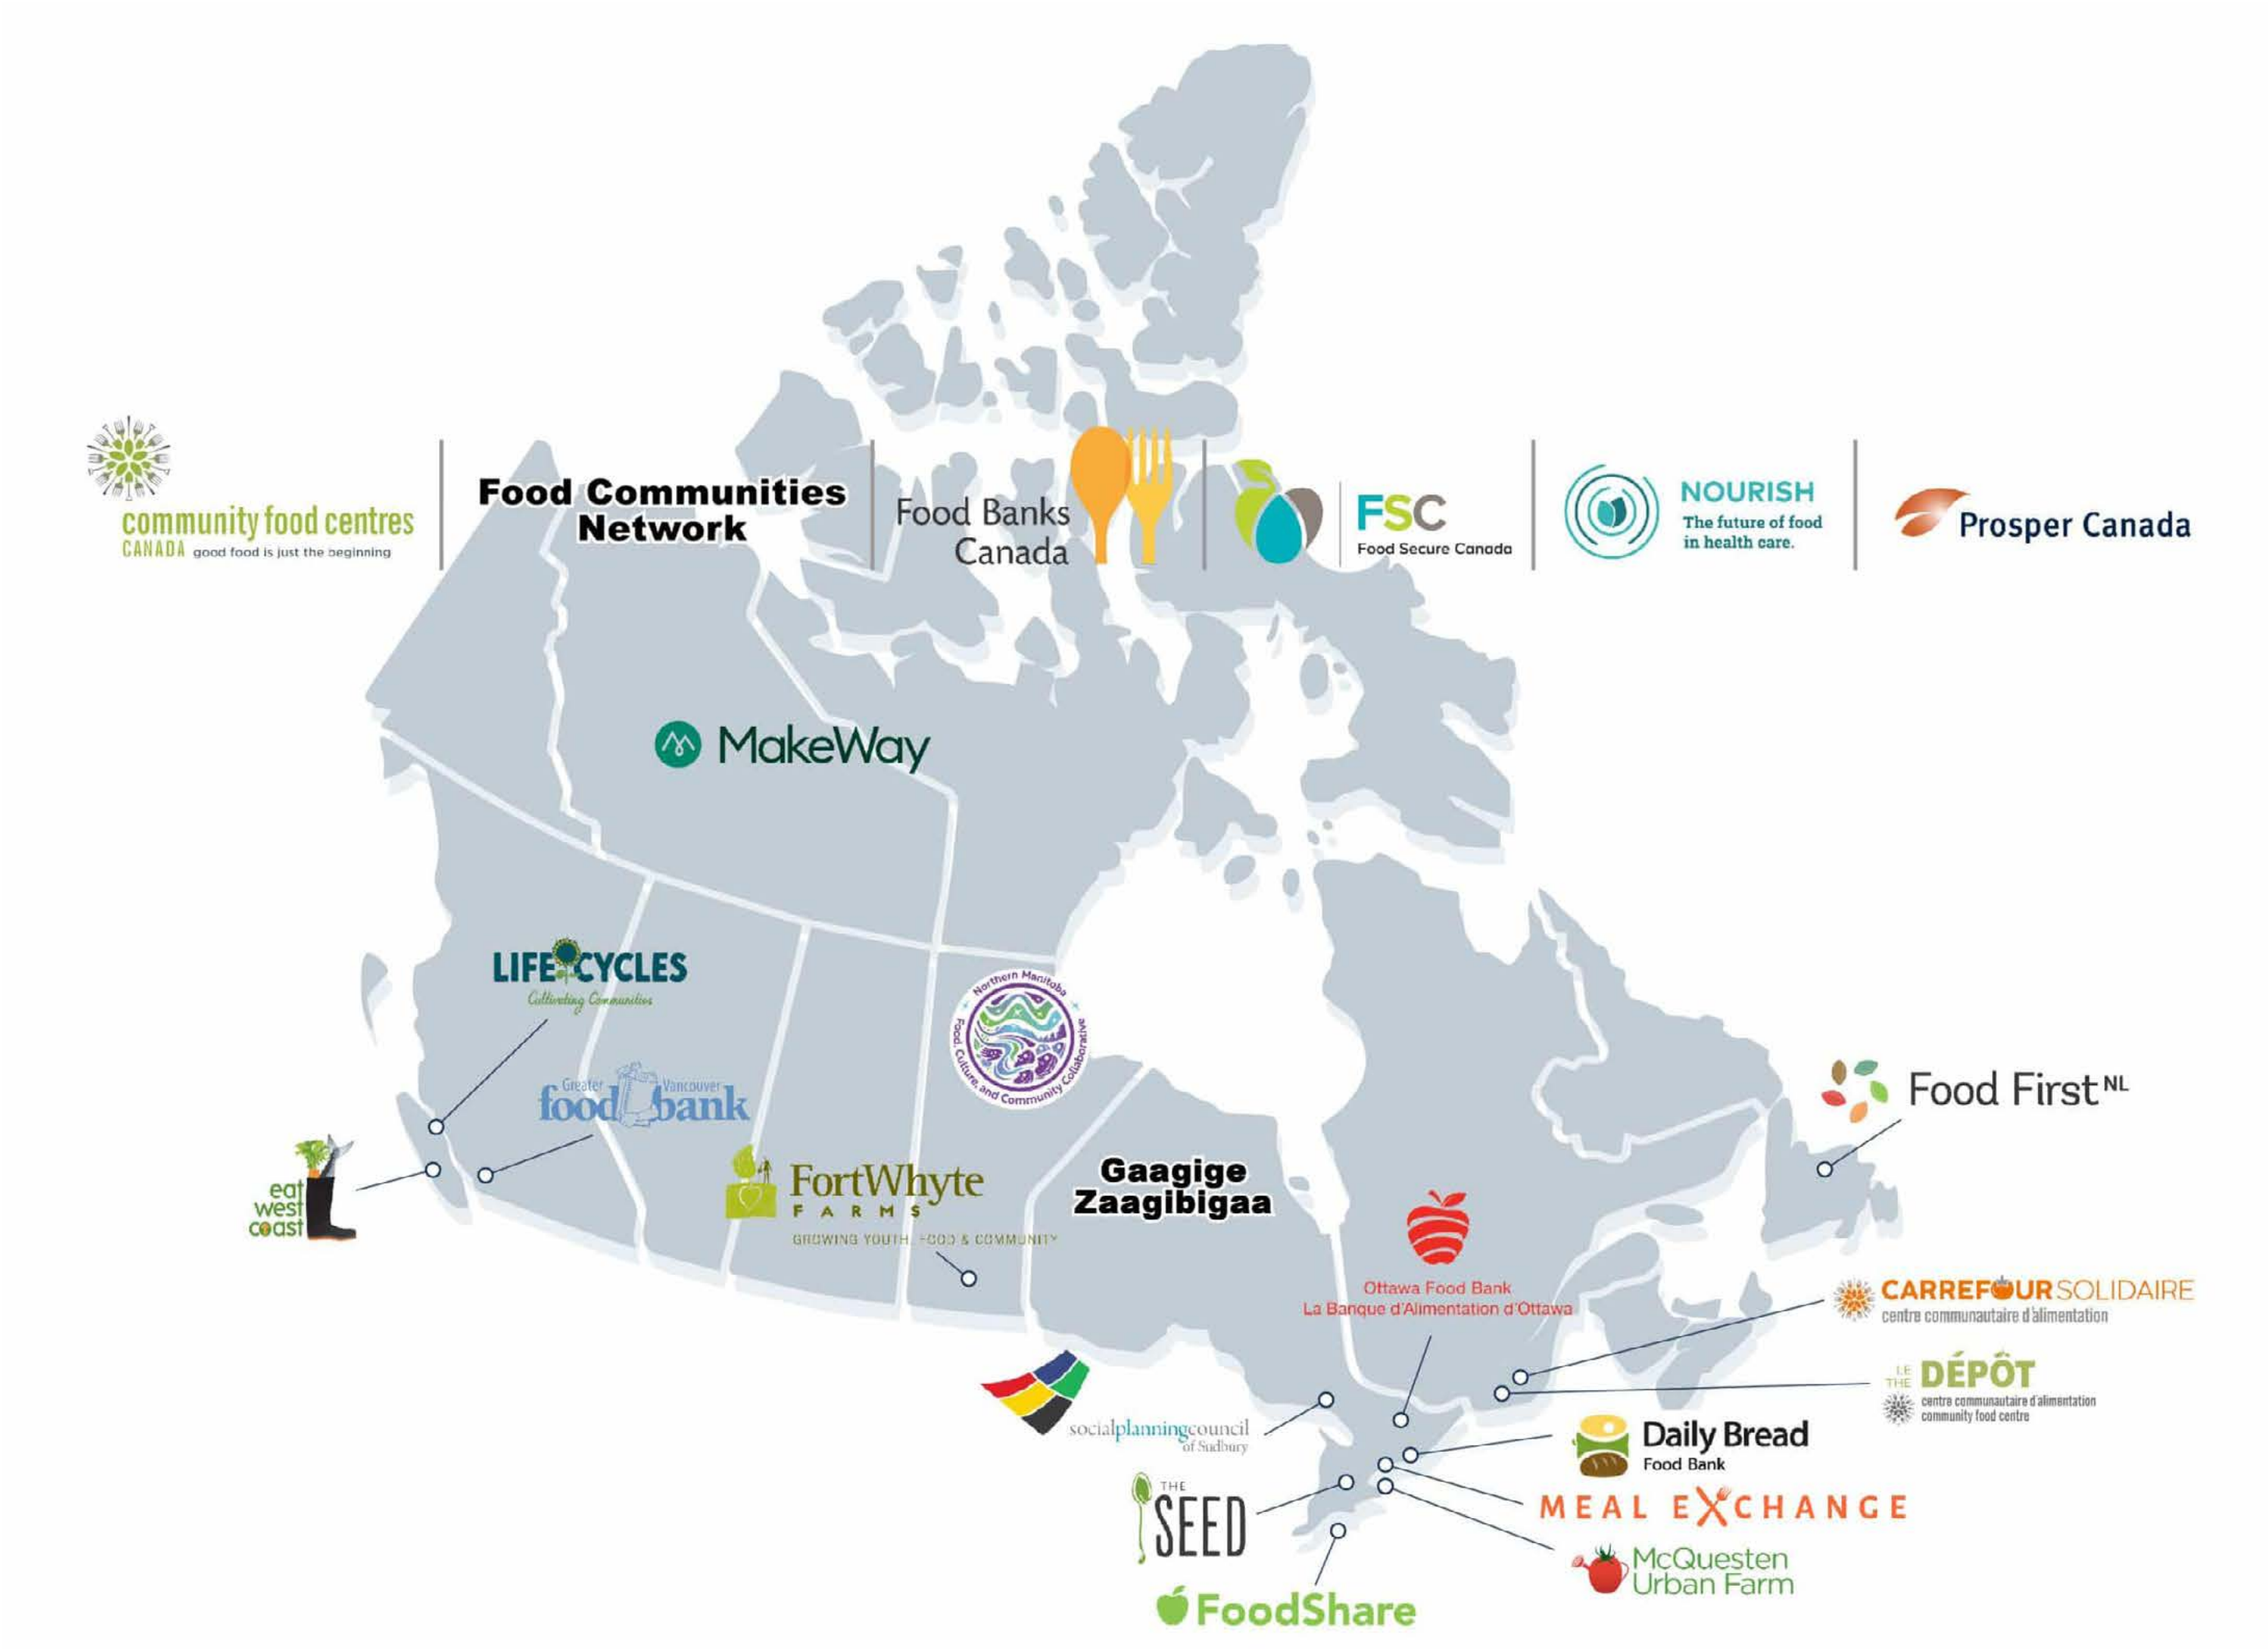 community food centres
CANADA good food is just the beginning
Food Communities
Network
Food Banks
Canada
FSC
Food Secure Canada
NOURISH
The future of food
in health care.
Prosper Canada
MakeWay
LIFECYCLES
Cultivating Communities
Northern Manitoba
Food, Culture, and Community Collaborative
Greater Vancouver
food bank
eat
west
coast
FortWhyte
FARMS
GROWING YOUTH, FOOD & COMMUNITY
Gaagige
Zaagibigaa
Food First NL
Ottawa Food Bank
La Banque d'Alimentation d'Ottawa
CARREFOUR SOLIDAIRE
centre communautaire d'alimentation
LE
THE
DÉPÔT
centre communautaire d'alimentation
community food centre
socialplanningcouncil
of Sudbury
Daily Bread
Food Bank
THE
SEED
MEAL EXCHANGE
McQuesten
Urban Farm
FoodShare